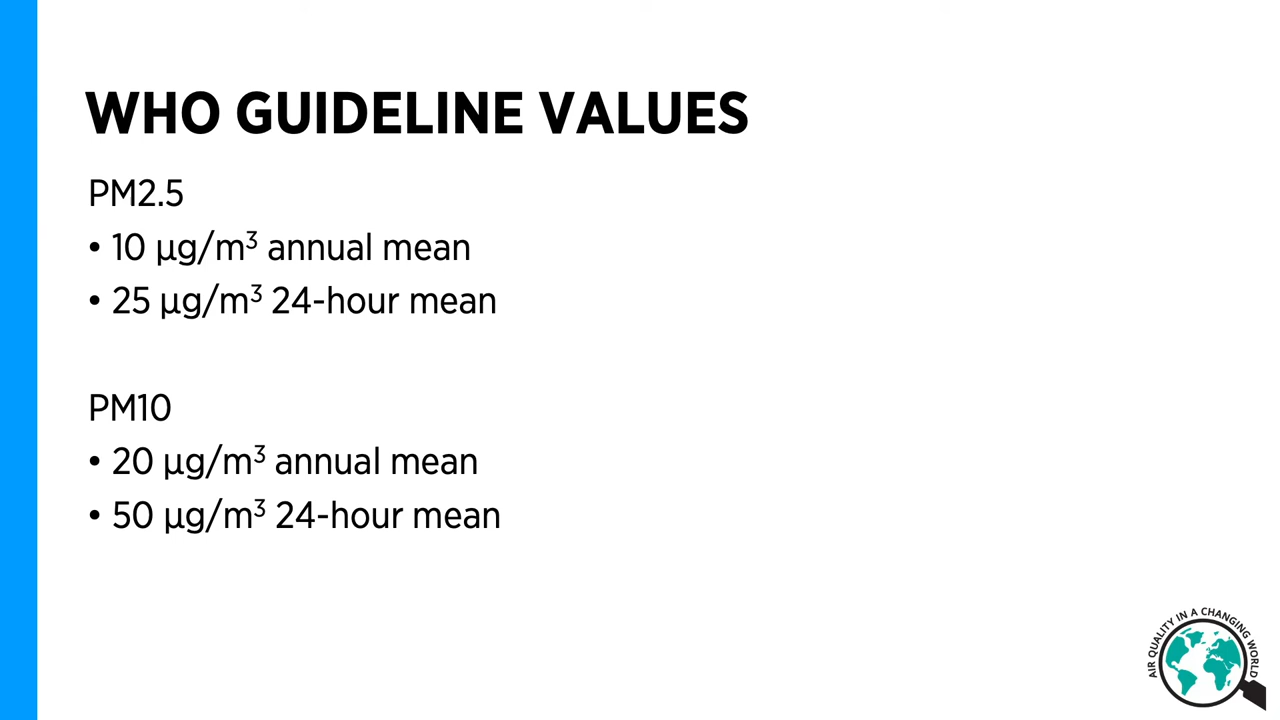 WHO GUIDELINE VALUES
PM2.5
• 10 µg/m³ annual mean
• 25 µg/m³ 24-hour mean
PM10
• 20 µg/m³ annual mean
• 50 µg/m³ 24-hour mean
AIR QUALITY IN A CHANGING WORLD